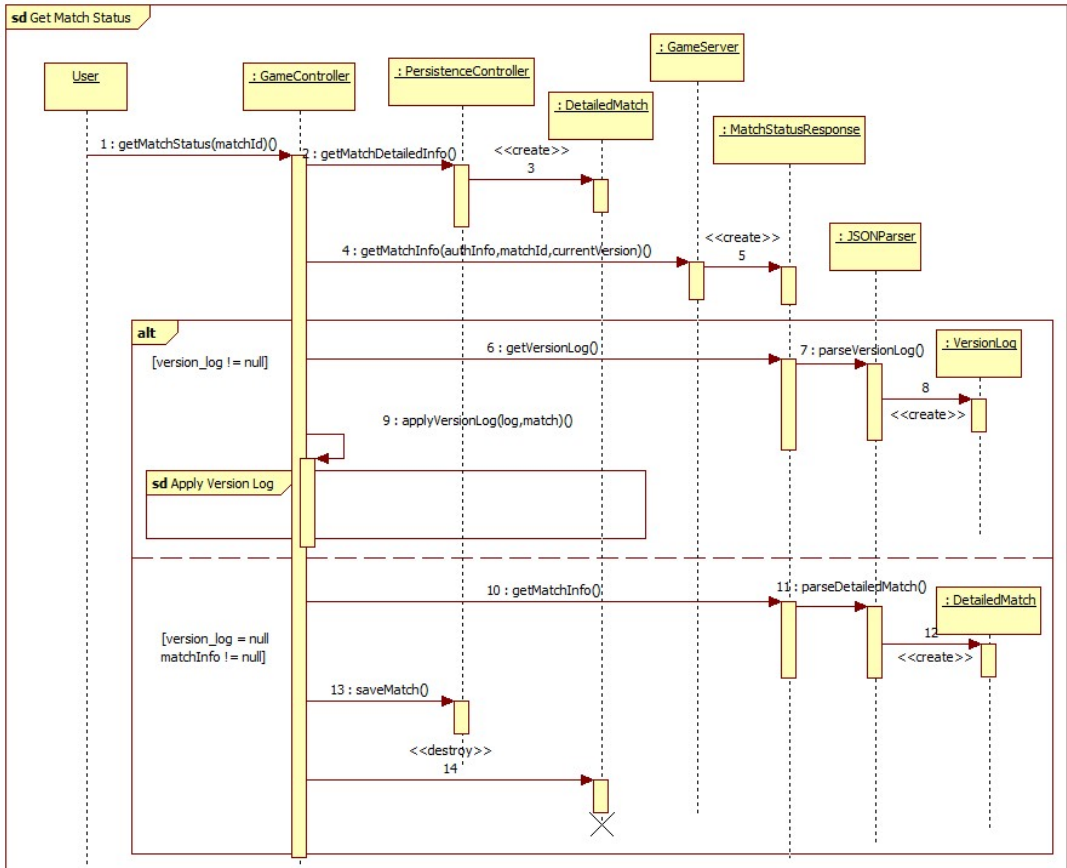 sd Get Match Status
: GameServer
User
: GameController
: PersistenceController
: DetailedMatch
: MatchStatusResponse
1 : getMatchStatus(matchId)()
2 : getMatchDetailedInfo()
<<create>>
3
: JSONParser
4 : getMatchInfo(authInfo,matchId,currentVersion)()
<<create>>
5
alt
[version_log != null]
6 : getVersionLog()
7 : parseVersionLog()
: VersionLog
8
<<create>>
9 : applyVersionLog(log,match)()
sd Apply Version Log
10 : getMatchInfo()
11 : parseDetailedMatch()
: DetailedMatch
[version_log = null
matchInfo != null]
12
<<create>>
13 : saveMatch()
<<destroy>>
14